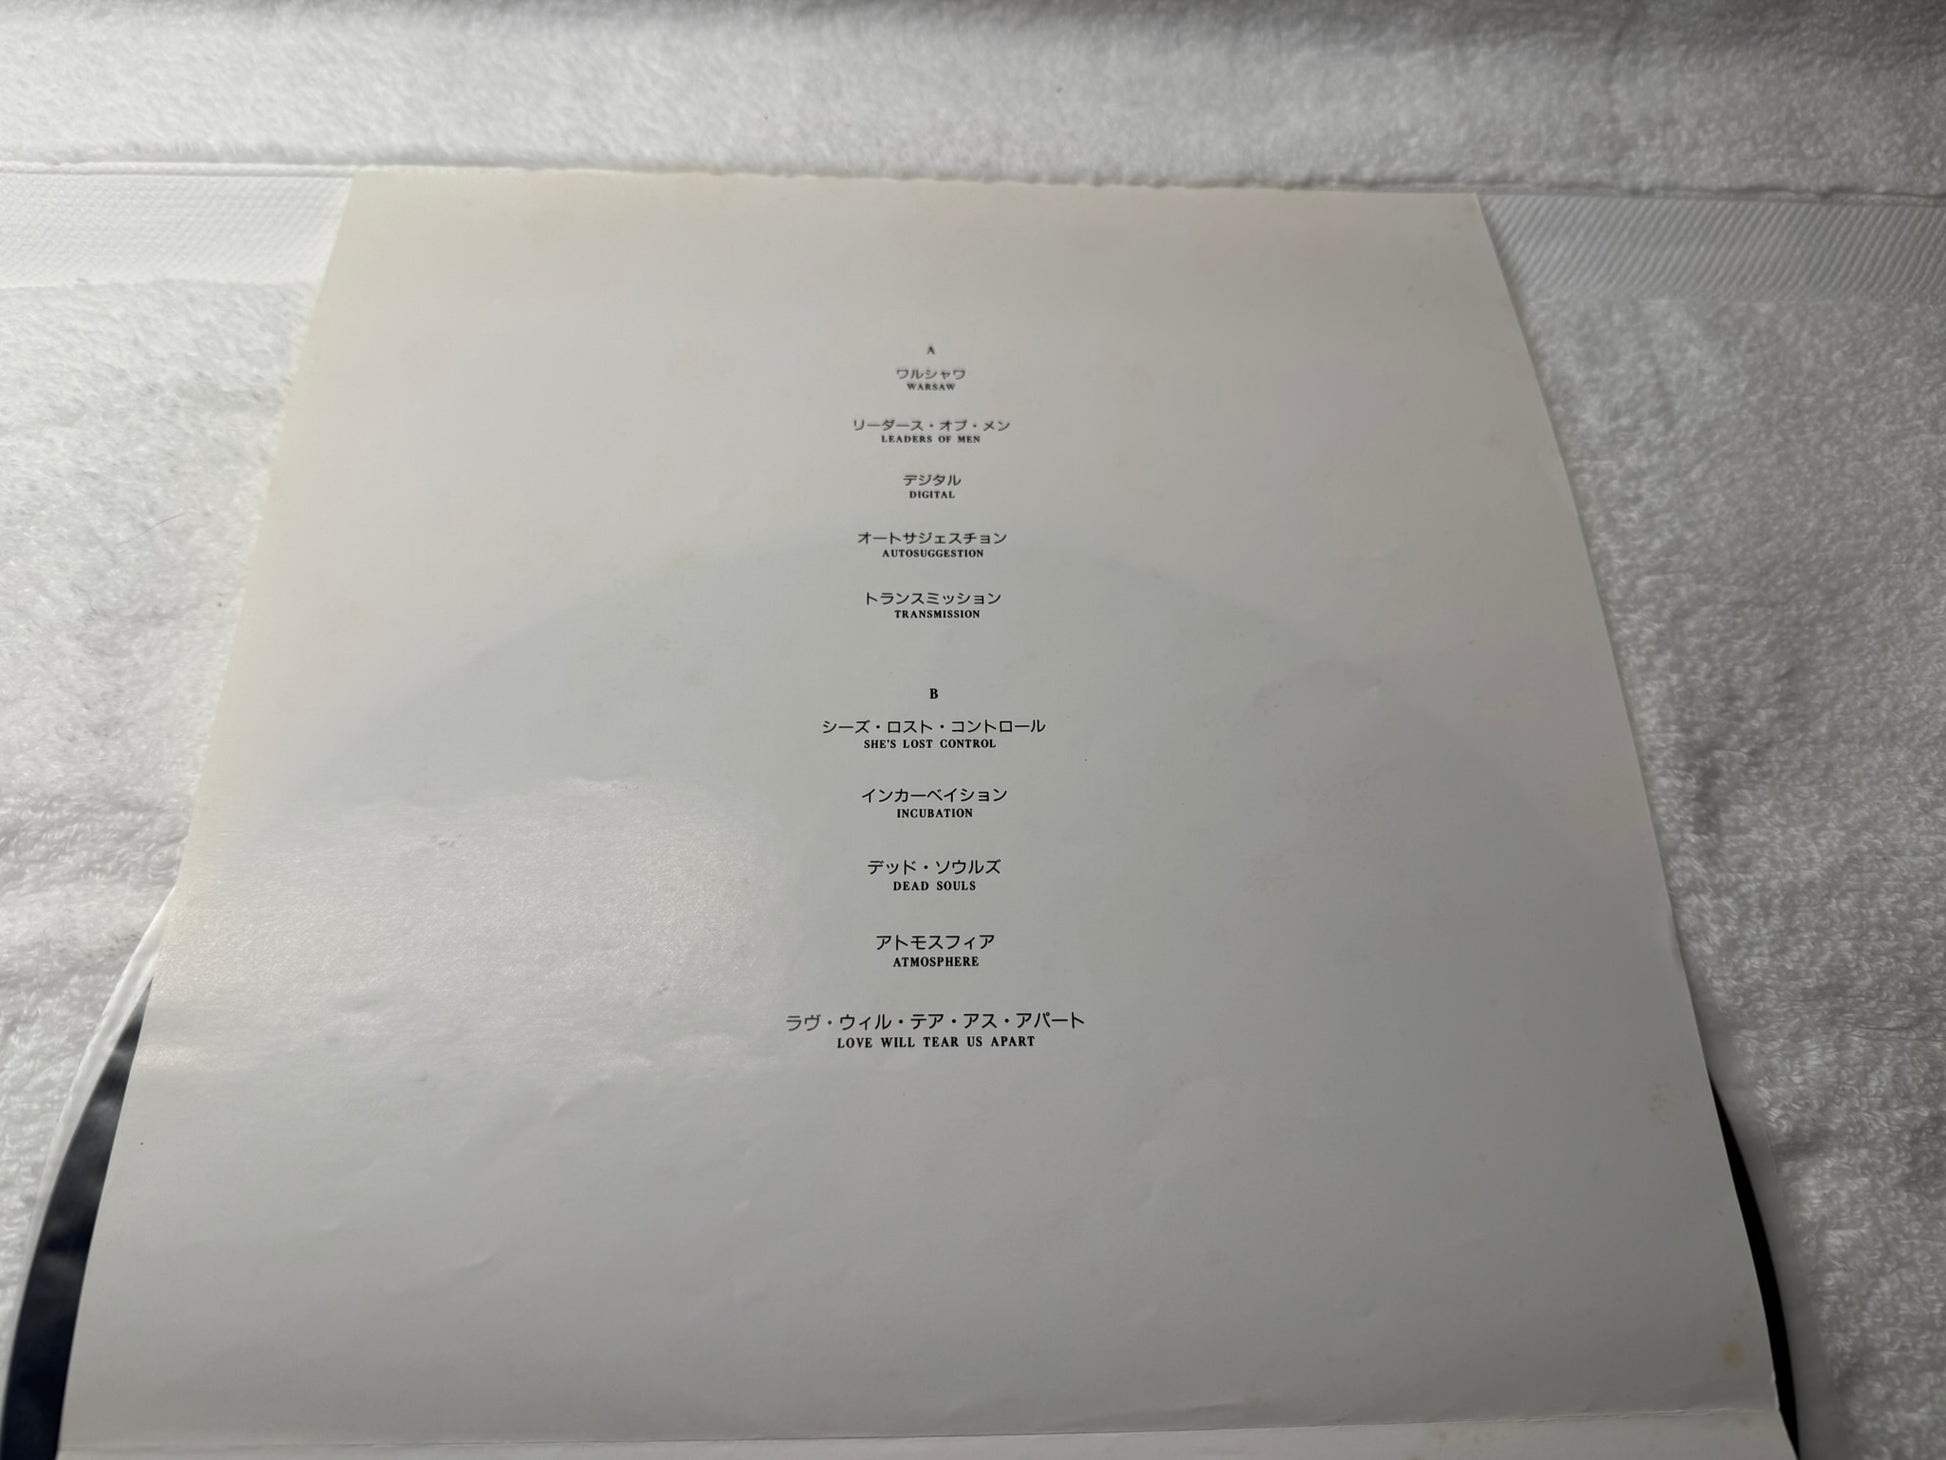 A
ワルシャワ
WARSAW
リーダース・オブ・メン
LEADERS OF MEN
デジタル
DIGITAL
オートサジェスチョン
AUTOSUGGESTION
トランスミッション
TRANSMISSION
B
シーズ・ロスト・コントロール
SHE'S LOST CONTROL
インカーベイション
INCUBATION
デッド・ソウルズ
DEAD SOULS
アトモスフィア
ATMOSPHERE
ラヴ・ウィル・テア・アス・アパート
LOVE WILL TEAR US APART